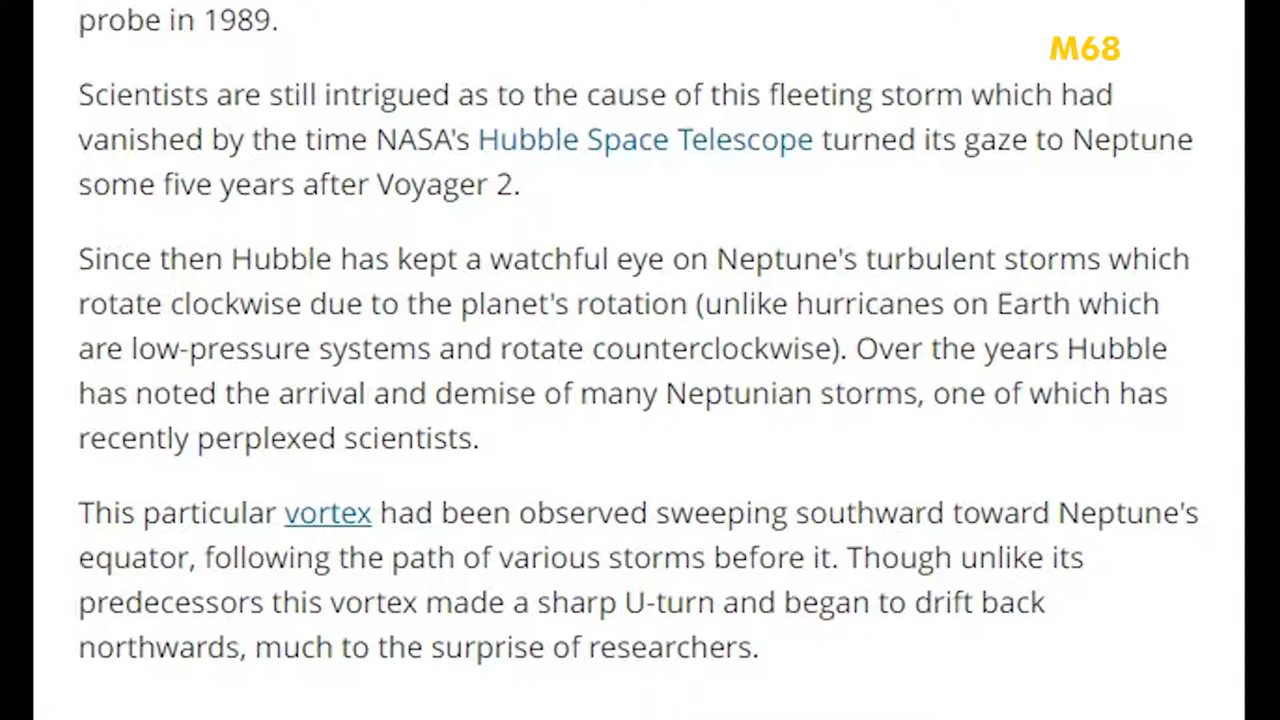 probe in 1989.
M68
Scientists are still intrigued as to the cause of this fleeting storm which had
vanished by the time NASA's Hubble Space Telescope turned its gaze to Neptune
some five years after Voyager 2.
Since then Hubble has kept a watchful eye on Neptune's turbulent storms which
rotate clockwise due to the planet's rotation (unlike hurricanes on Earth which
are low-pressure systems and rotate counterclockwise). Over the years Hubble
has noted the arrival and demise of many Neptunian storms, one of which has
recently perplexed scientists.
This particular vortex had been observed sweeping southward toward Neptune's
equator, following the path of various storms before it. Though unlike its
predecessors this vortex made a sharp U-turn and began to drift back
northwards, much to the surprise of researchers.